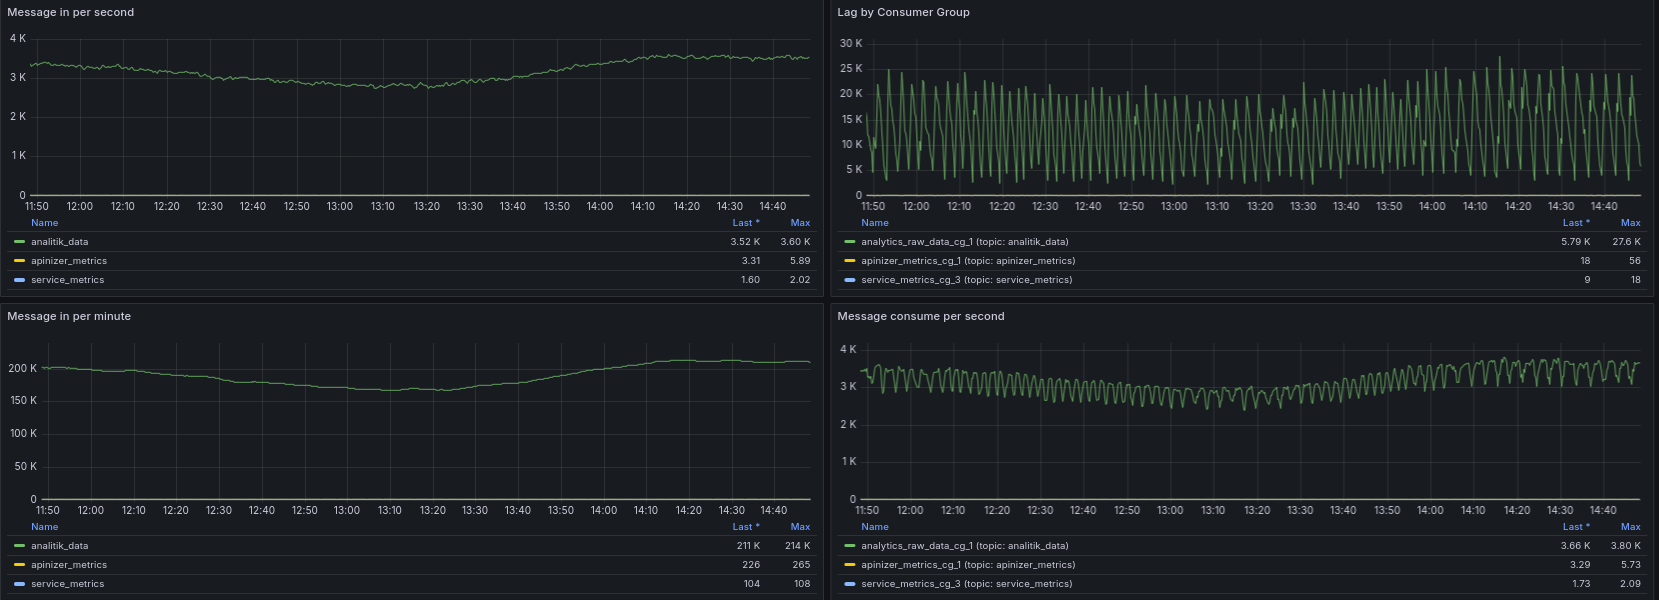 Message in per second
4 K
3 K
2 K
1 K
0
11:50 12:00 12:10 12:20 12:30 12:40 12:50 13:00 13:10 13:20 13:30 13:40 13:50 14:00 14:10 14:20 14:30 14:40
Name Last * Max
analitik_data 3.52 K 3.60 K
apinizer_metrics 3.31 5.89
service_metrics 1.60 2.02
Lag by Consumer Group
30 K
25 K
20 K
15 K
10 K
5 K
0
11:50 12:00 12:10 12:20 12:30 12:40 12:50 13:00 13:10 13:20 13:30 13:40 13:50 14:00 14:10 14:20 14:30 14:40
Name Last * Max
analytics_raw_data_cg_1 (topic: analitik_data) 5.79 K 27.6 K
apinizer_metrics_cg_1 (topic: apinizer_metrics) 18 56
service_metrics_cg_3 (topic: service_metrics) 9 18
Message in per minute
200 K
150 K
100 K
50 K
0
11:50 12:00 12:10 12:20 12:30 12:40 12:50 13:00 13:10 13:20 13:30 13:40 13:50 14:00 14:10 14:20 14:30 14:40
Name Last * Max
analitik_data 211 K 214 K
apinizer_metrics 226 265
service_metrics 104 108
Message consume per second
4 K
3 K
2 K
1 K
0
11:50 12:00 12:10 12:20 12:30 12:40 12:50 13:00 13:10 13:20 13:30 13:40 13:50 14:00 14:10 14:20 14:30 14:40
Name Last * Max
analytics_raw_data_cg_1 (topic: analitik_data) 3.66 K 3.80 K
apinizer_metrics_cg_1 (topic: apinizer_metrics) 3.29 5.73
service_metrics_cg_3 (topic: service_metrics) 1.73 2.09